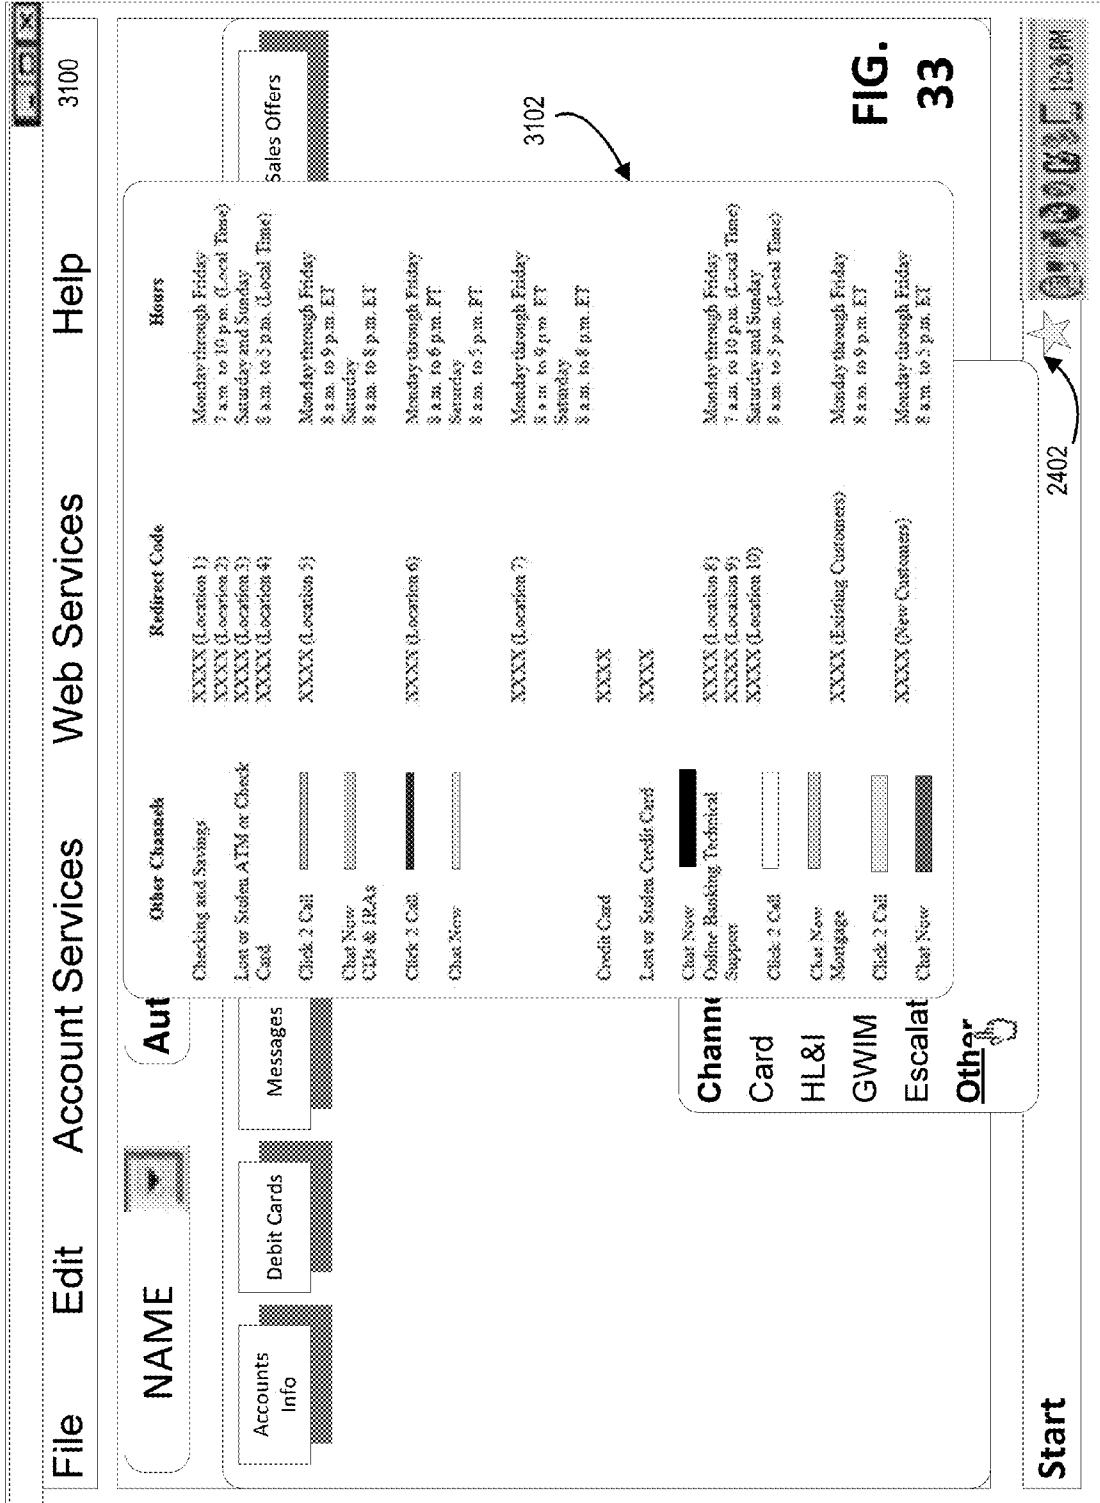 3100
File Edit Account Services Web Services Help
NAME
Aut
Accounts
Info
Debit Cards
Messages
Sales Offers
3102
Other Channels Redirect Code Hours
Checking and Savings XXXX (Location 1) Monday through Friday
XXXX (Location 2) 7 a.m. to 10 p.m. (Local Time)
Lost or Stolen ATM or Check XXXX (Location 3) Saturday and Sunday
Card XXXX (Location 4) 8 a.m. to 5 p.m. (Local Time)
Click 2 Call XXXX (Location 5) Monday through Friday
8 a.m. to 9 p.m. ET
Chat Now Saturday
CDs & IRAs 8 a.m. to 8 p.m. ET
Click 2 Call XXXX (Location 6) Monday through Friday
8 a.m. to 6 p.m. PT
Chat Now Saturday
8 a.m. to 5 p.m. PT
XXXX (Location 7) Monday through Friday
8 a.m. to 9 p.m. ET
Saturday
8 a.m. to 6 p.m. ET
Credit Card XXXX
Lost or Stolen Credit Card XXXX
Chat Now
Online Banking Technical XXXX (Location 8) Monday through Friday
Support XXXX (Location 9) 7 a.m. to 10 p.m. (Local Time)
XXXX (Location 10) Saturday and Sunday
Click 2 Call 8 a.m. to 5 p.m. (Local Time)
Chat Now
Mortgage XXXX (Existing Customers) Monday through Friday
8 a.m. to 9 p.m. ET
Click 2 Call
Chat Now XXXX (New Customers) Monday through Friday
8 a.m. to 5 p.m. ET
Chann
Card
HL&I
GWIM
Escalat
Other
FIG.
33
2402
Start 12:36 PM